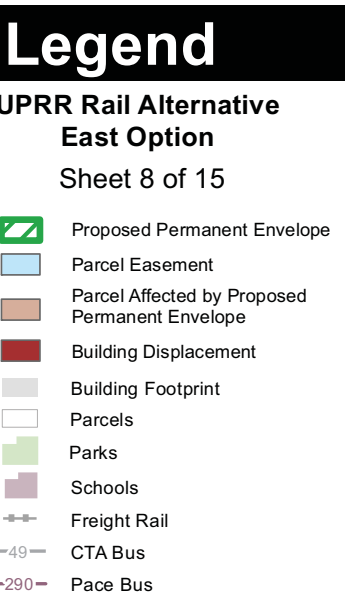 Legend
UPRR Rail Alternative
East Option
Sheet 8 of 15
Proposed Permanent Envelope
Parcel Easement
Parcel Affected by Proposed
Permanent Envelope
Building Displacement
Building Footprint
Parcels
Parks
Schools
Freight Rail
49 CTA Bus
290 Pace Bus